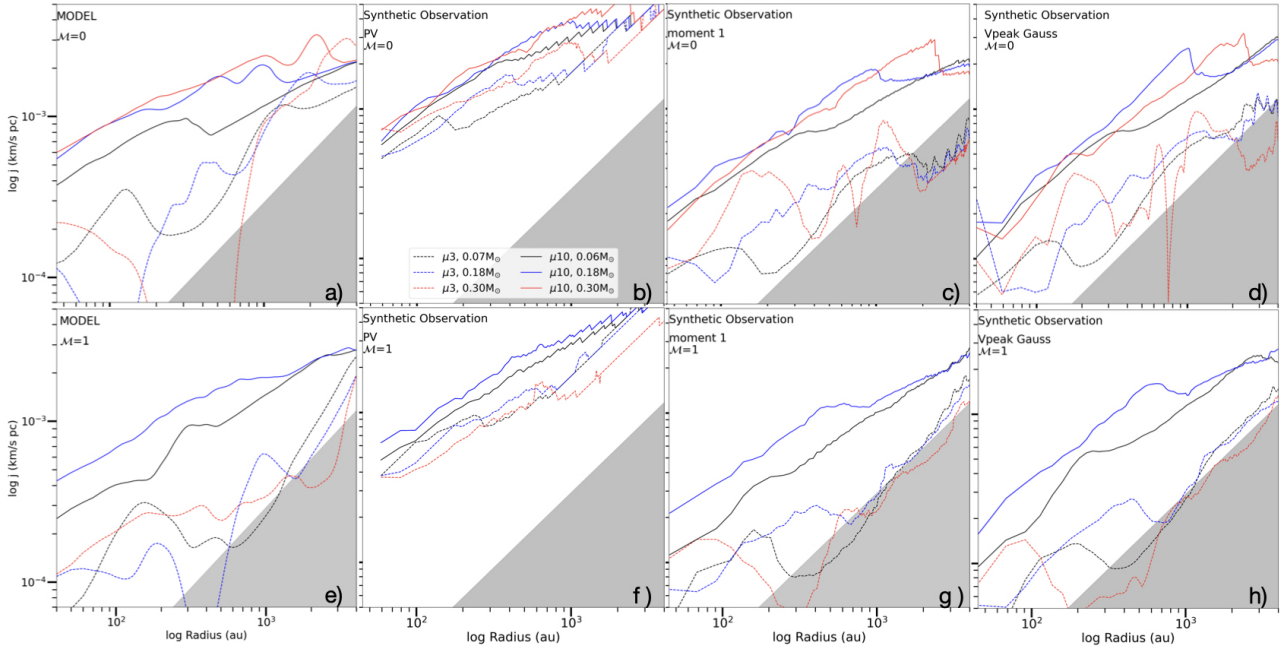 MODEL
ℳ=0
log j (km/s pc)
10⁻³
10⁻⁴
a)
Synthetic Observation
PV
ℳ=0
μ3, 0.07M⊙
μ3, 0.18M⊙
μ3, 0.30M⊙
μ10, 0.06M⊙
μ10, 0.18M⊙
μ10, 0.30M⊙
b)
Synthetic Observation
moment 1
ℳ=0
c)
Synthetic Observation
Vpeak Gauss
ℳ=0
d)
MODEL
ℳ=1
log j (km/s pc)
10⁻³
10⁻⁴
e)
10²
10³
log Radius (au)
Synthetic Observation
PV
ℳ=1
f)
10²
10³
log Radius (au)
Synthetic Observation
moment 1
ℳ=1
g)
10²
10³
log Radius (au)
Synthetic Observation
Vpeak Gauss
ℳ=1
h)
10²
10³
log Radius (au)